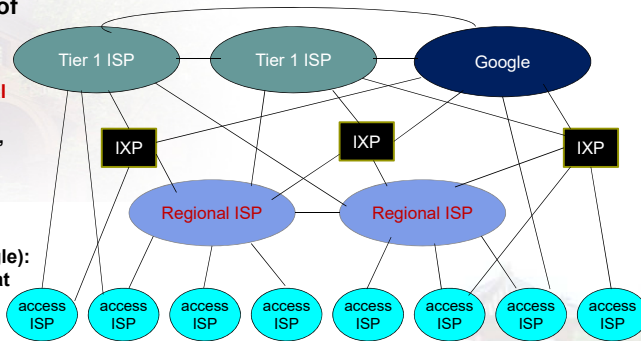 of
Tier 1 ISP
Tier 1 ISP
Google
l
,
IXP
IXP
IXP
Regional ISP
Regional ISP
gle):
at
access
ISP
access
ISP
access
ISP
access
ISP
access
ISP
access
ISP
access
ISP
access
ISP